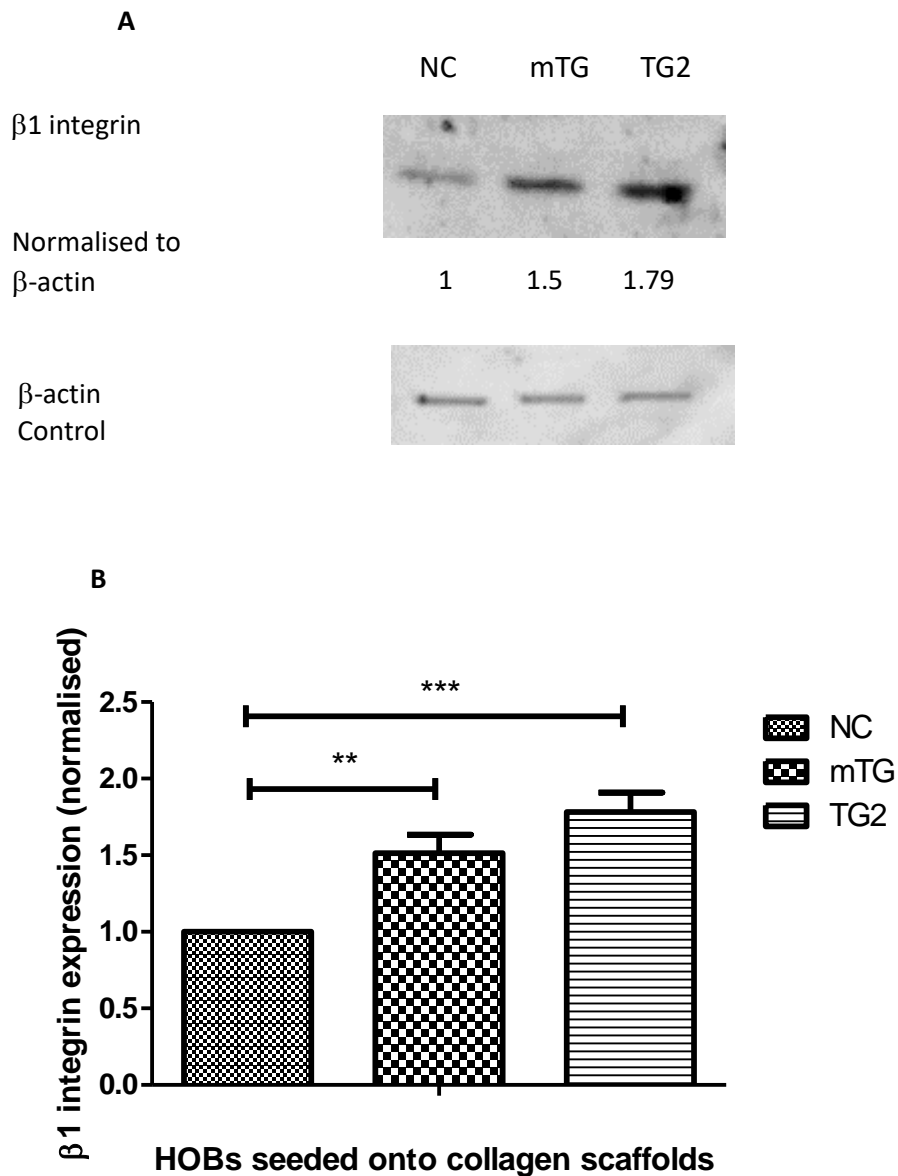 A
NC mTG TG2
β1 integrin
Normalised to
β-actin
1 1.5 1.79
β-actin
Control
B
β1 integrin expression (normalised)
2.5
2.0
1.5
1.0
0.5
0.0
***
**
NC
mTG
TG2
HOBs seeded onto collagen scaffolds